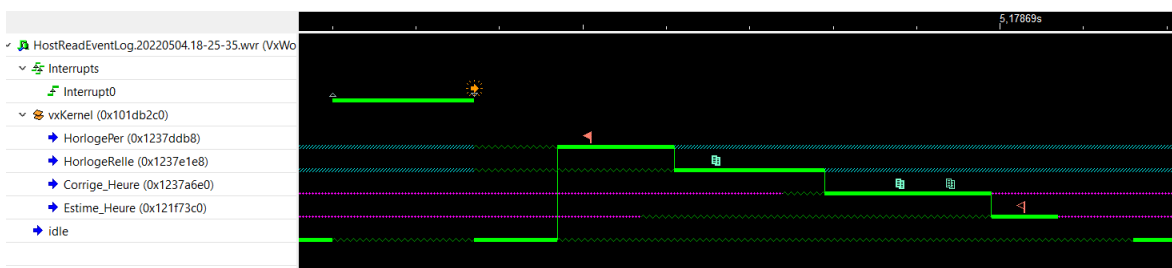 5,17869s
HostReadEventLog.20220504.18-25-35.wvr (VxWo
Interrupts
Interrupt0
vxKernel (0x101db2c0)
HorlogePer (0x1237ddb8)
HorlogeRelle (0x1237e1e8)
Corrige_Heure (0x1237a6e0)
Estime_Heure (0x121f73c0)
idle